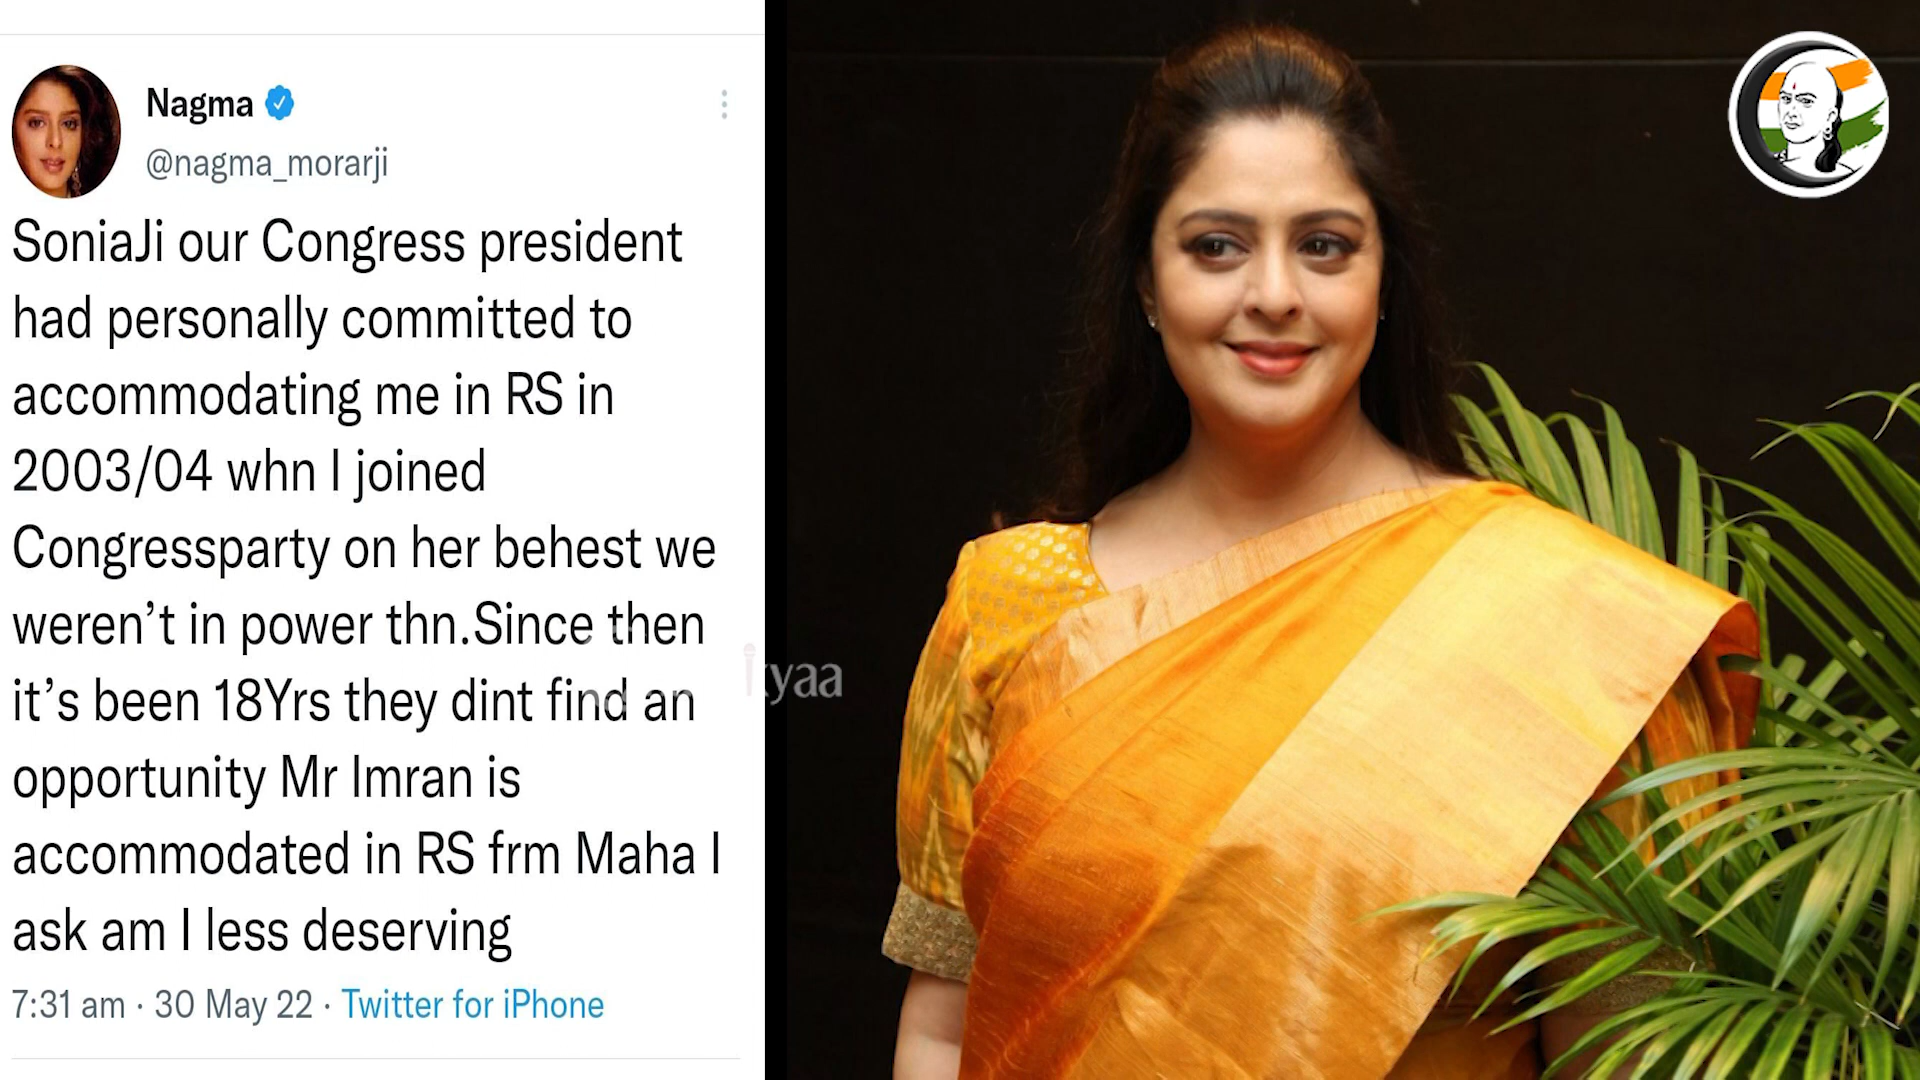 Nagma
@nagma_morarji
SoniaJi our Congress president
had personally committed to
accommodating me in RS in
2003/04 whn I joined
Congressparty on her behest we
weren’t in power thn.Since then
it’s been 18Yrs they dint find an
opportunity Mr Imran is
accommodated in RS frm Maha I
ask am I less deserving
7:31 am · 30 May 22 · Twitter for iPhone